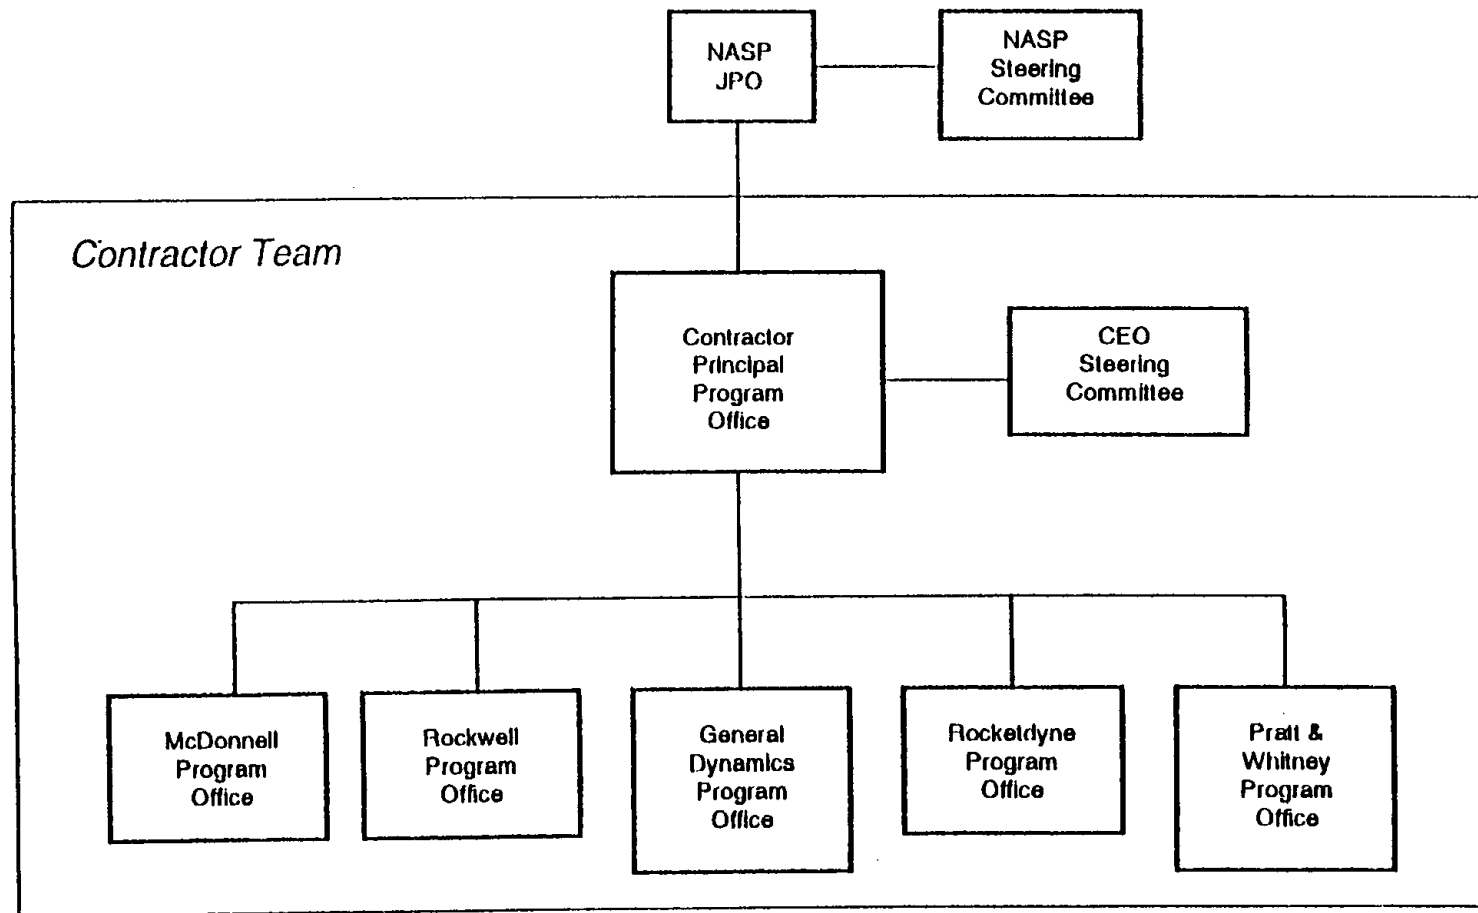 NASP
JPO
NASP
Steering
Committee
Contractor Team
Contractor
Principal
Program
Office
CEO
Steering
Committee
McDonnell
Program
Office
Rockwell
Program
Office
General
Dynamics
Program
Office
Rocketdyne
Program
Office
Pratt &
Whitney
Program
Office